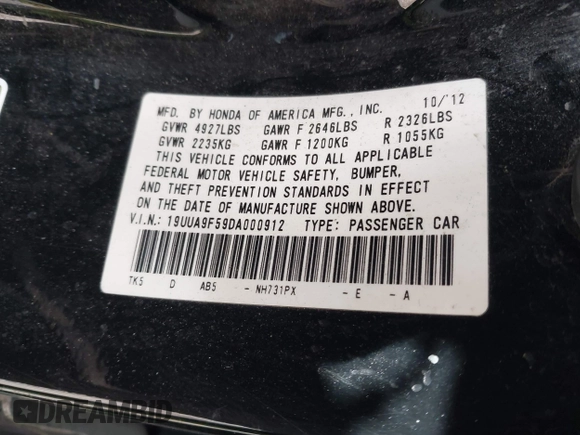 MFD. BY HONDA OF AMERICA MFG., INC. 10/'12
GVWR 4927LBS GAWR F 2646LBS R 2326LBS
GVWR 2235KG GAWR F 1200KG R 1055KG
THIS VEHICLE CONFORMS TO ALL APPLICABLE
FEDERAL MOTOR VEHICLE SAFETY, BUMPER,
AND THEFT PREVENTION STANDARDS IN EFFECT
ON THE DATE OF MANUFACTURE SHOWN ABOVE.
V.I.N.: 19UUA9F59DA000912 TYPE: PASSENGER CAR
TK5 D AB5 - NH731PX - E - A
DREAMBID